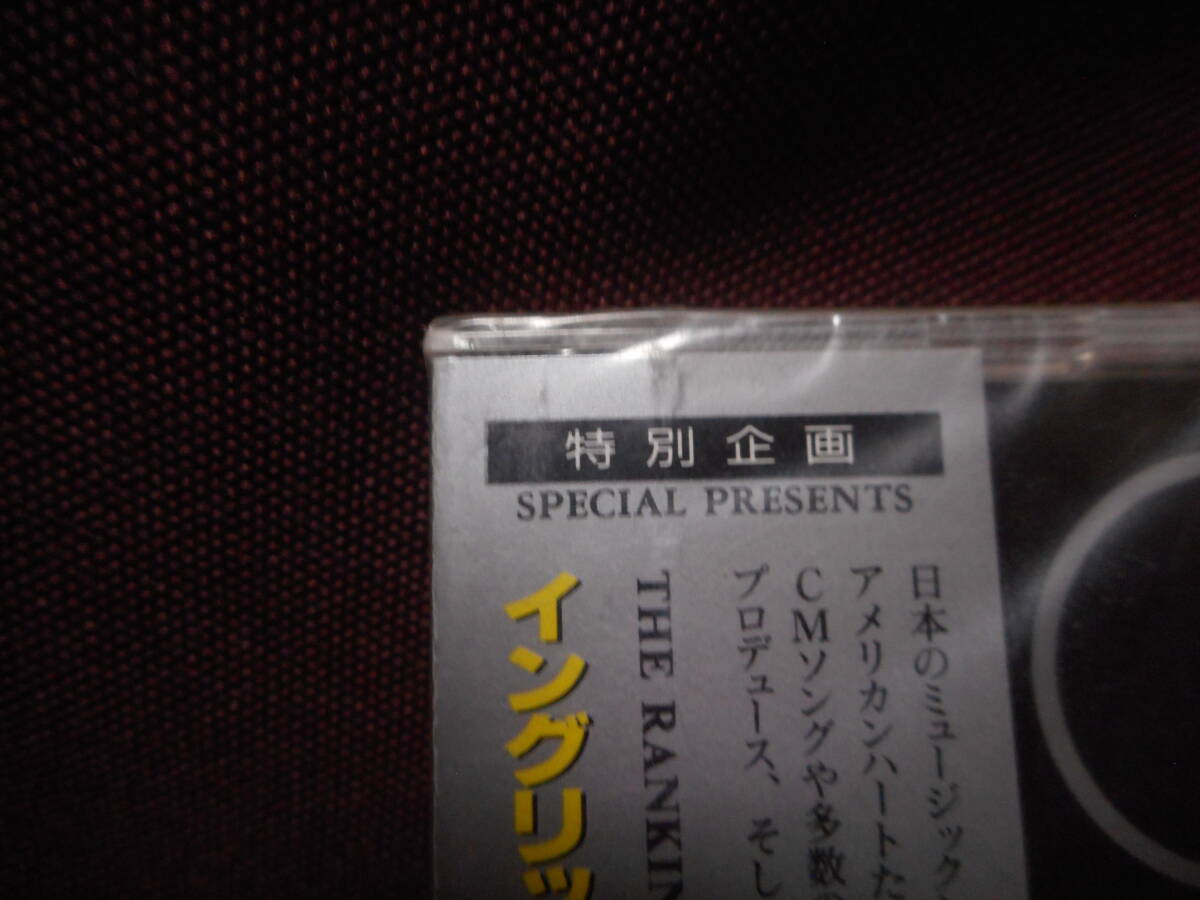 特別企画
SPECIAL PRESENTS
日本のミュージック
アメリカンハートた
CMソングや多数
プロデュース、そし
THE RANKIN
イングリッ